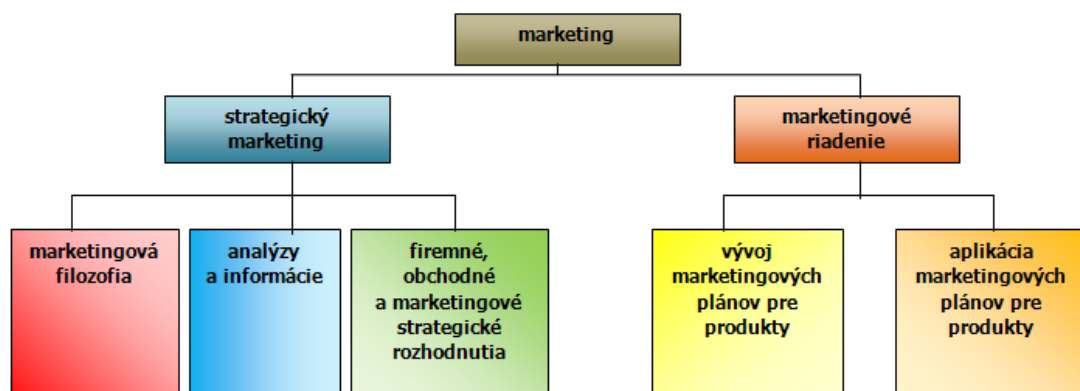 marketing
strategický
marketing
marketingové
riadenie
marketingová
filozofia
analýzy
a informácie
firemné,
obchodné
a marketingové
strategické
rozhodnutia
vývoj
marketingových
plánov pre
produkty
aplikácia
marketingových
plánov pre
produkty